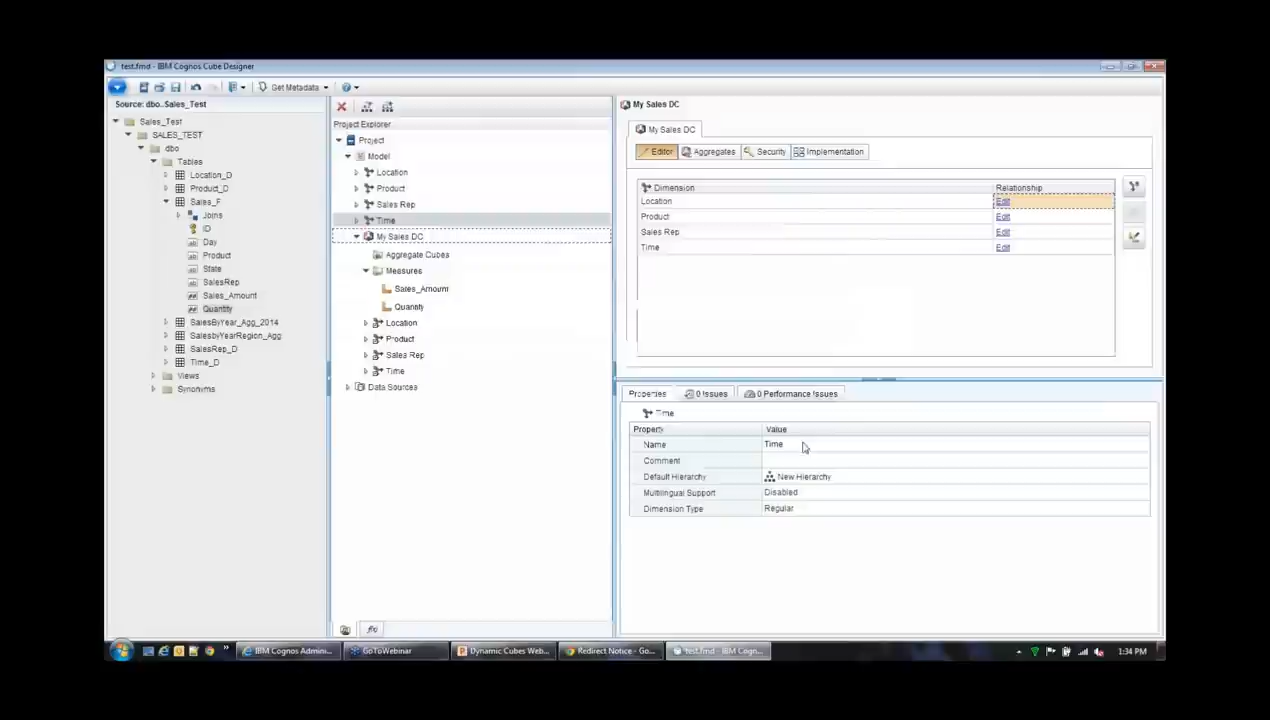 test.fmd - IBM Cognos Cube Designer
Get Metadata
Source: dbo..Sales_Test
Sales_Test
SALES_TEST
dbo
Tables
Location_D
Product_D
Sales_F
Joins
ID
Day
Product
State
SalesRep
Sales_Amount
Quantity
SalesByYear_Agg_2014
SalesbyYearRegion_Agg
SalesRep_D
Time_D
Views
Synonyms
Project Explorer
Project
Model
Location
Product
Sales Rep
Time
My Sales DC
Aggregate Cubes
Measures
Sales_Amount
Quantity
Location
Product
Sales Rep
Time
Data Sources
f(x)
My Sales DC
My Sales DC
Editor Aggregates Security Implementation
Dimension Relationship
Location Edit
Product Edit
Sales Rep Edit
Time Edit
Properties 0 Issues 0 Performance Issues
Time
Property Value
Name Time
Comment
Default Hierarchy New Hierarchy
Multilingual Support Disabled
Dimension Type Regular
IBM Cognos Admini... GoToWebinar Dynamic Cubes Web... Redirect Notice - Go... test.fmd - IBM Cogn... 1:34 PM